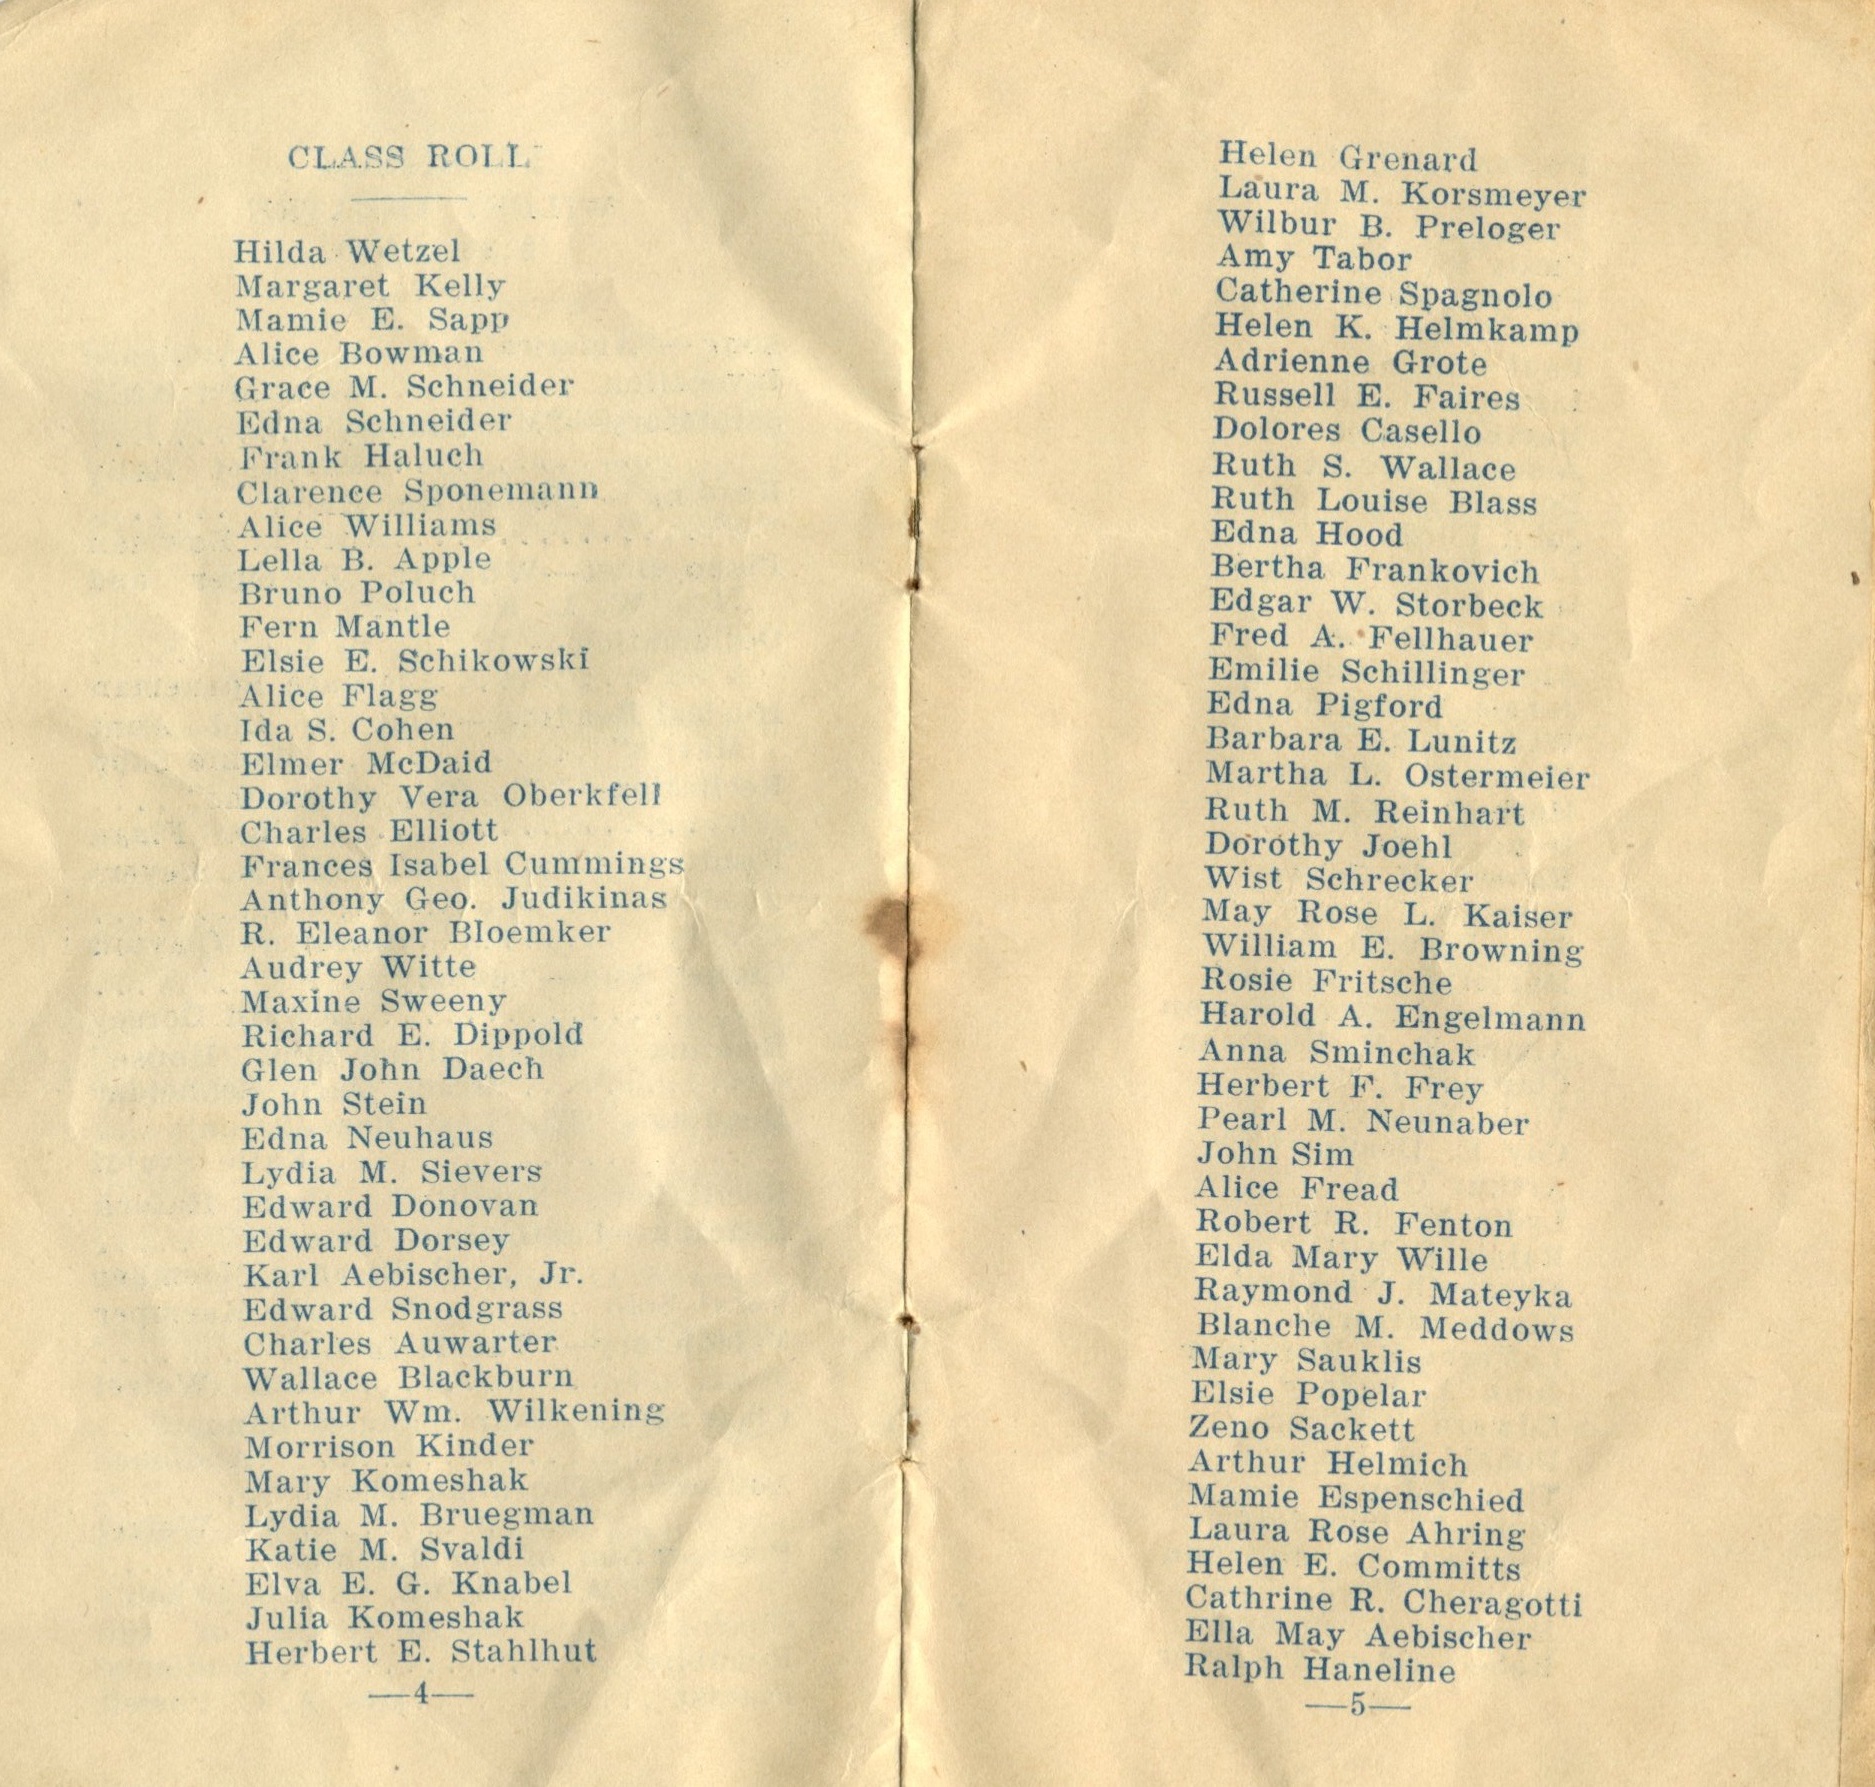 CLASS ROLL
Hilda Wetzel
Margaret Kelly
Mamie E. Sapp
Alice Bowman
Grace M. Schneider
Edna Schneider
Frank Haluch
Clarence Sponemann
Alice Williams
Lella B. Apple
Bruno Poluch
Fern Mantle
Elsie E. Schikowski
Alice Flagg
Ida S. Cohen
Elmer McDaid
Dorothy Vera Oberkfell
Charles Elliott
Frances Isabel Cummings
Anthony Geo. Judikinas
R. Eleanor Bloemker
Audrey Witte
Maxine Sweeny
Richard E. Dippold
Glen John Daech
John Stein
Edna Neuhaus
Lydia M. Sievers
Edward Donovan
Edward Dorsey
Karl Aebischer, Jr.
Edward Snodgrass
Charles Auwarter
Wallace Blackburn
Arthur Wm. Wilkening
Morrison Kinder
Mary Komeshak
Lydia M. Bruegman
Katie M. Svaldi
Elva E. G. Knabel
Julia Komeshak
Herbert E. Stahlhut
—4—
Helen Grenard
Laura M. Korsmeyer
Wilbur B. Preloger
Amy Tabor
Catherine Spagnolo
Helen K. Helmkamp
Adrienne Grote
Russell E. Faires
Dolores Casello
Ruth S. Wallace
Ruth Louise Blass
Edna Hood
Bertha Frankovich
Edgar W. Storbeck
Fred A. Fellhauer
Emilie Schillinger
Edna Pigford
Barbara E. Lunitz
Martha L. Ostermeier
Ruth M. Reinhart
Dorothy Joehl
Wist Schrecker
May Rose L. Kaiser
William E. Browning
Rosie Fritsche
Harold A. Engelmann
Anna Sminchak
Herbert F. Frey
Pearl M. Neunaber
John Sim
Alice Fread
Robert R. Fenton
Elda Mary Wille
Raymond J. Mateyka
Blanche M. Meddows
Mary Sauklis
Elsie Popelar
Zeno Sackett
Arthur Helmich
Mamie Espenschied
Laura Rose Ahring
Helen E. Committs
Cathrine R. Cheragotti
Ella May Aebischer
Ralph Haneline
—5—